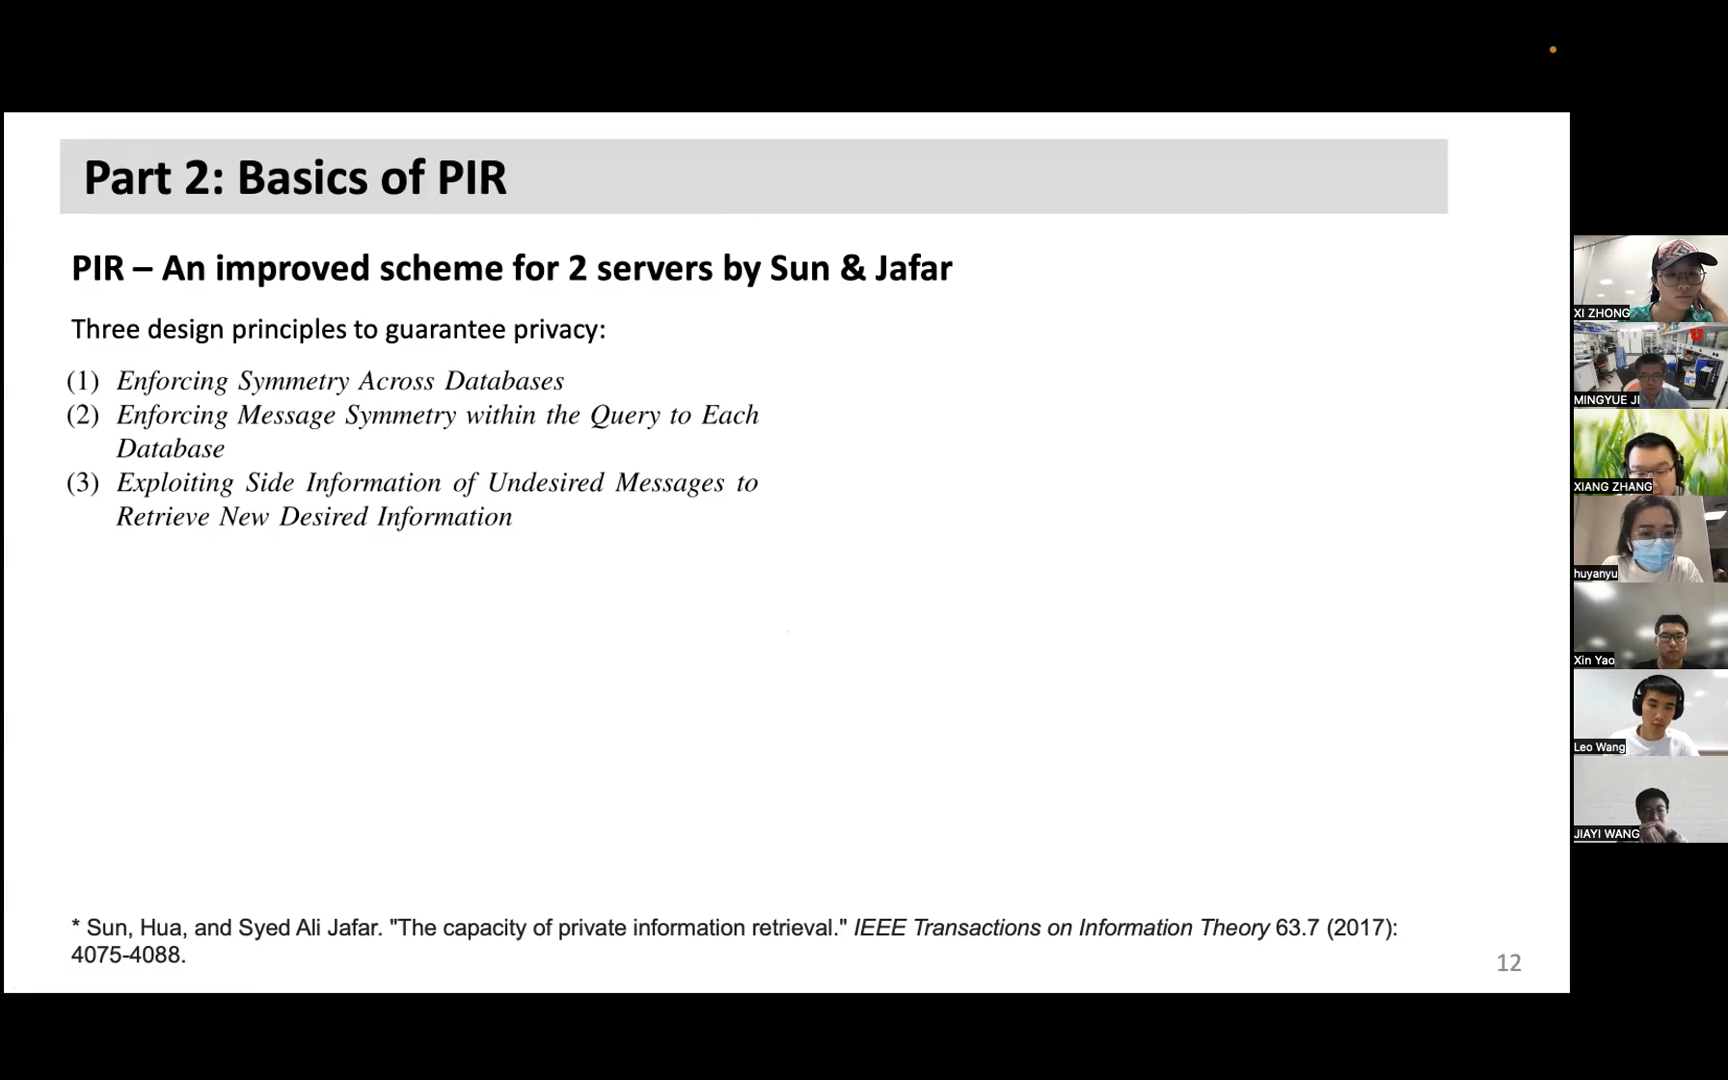 Part 2: Basics of PIR
PIR – An improved scheme for 2 servers by Sun & Jafar
Three design principles to guarantee privacy:
(1) Enforcing Symmetry Across Databases
(2) Enforcing Message Symmetry within the Query to Each
Database
(3) Exploiting Side Information of Undesired Messages to
Retrieve New Desired Information
* Sun, Hua, and Syed Ali Jafar. "The capacity of private information retrieval." IEEE Transactions on Information Theory 63.7 (2017):
4075-4088.
12
XI ZHONG
MINGYUE JI
XIANG ZHANG
huyanyu
Xin Yao
Leo Wang
JIAYI WANG